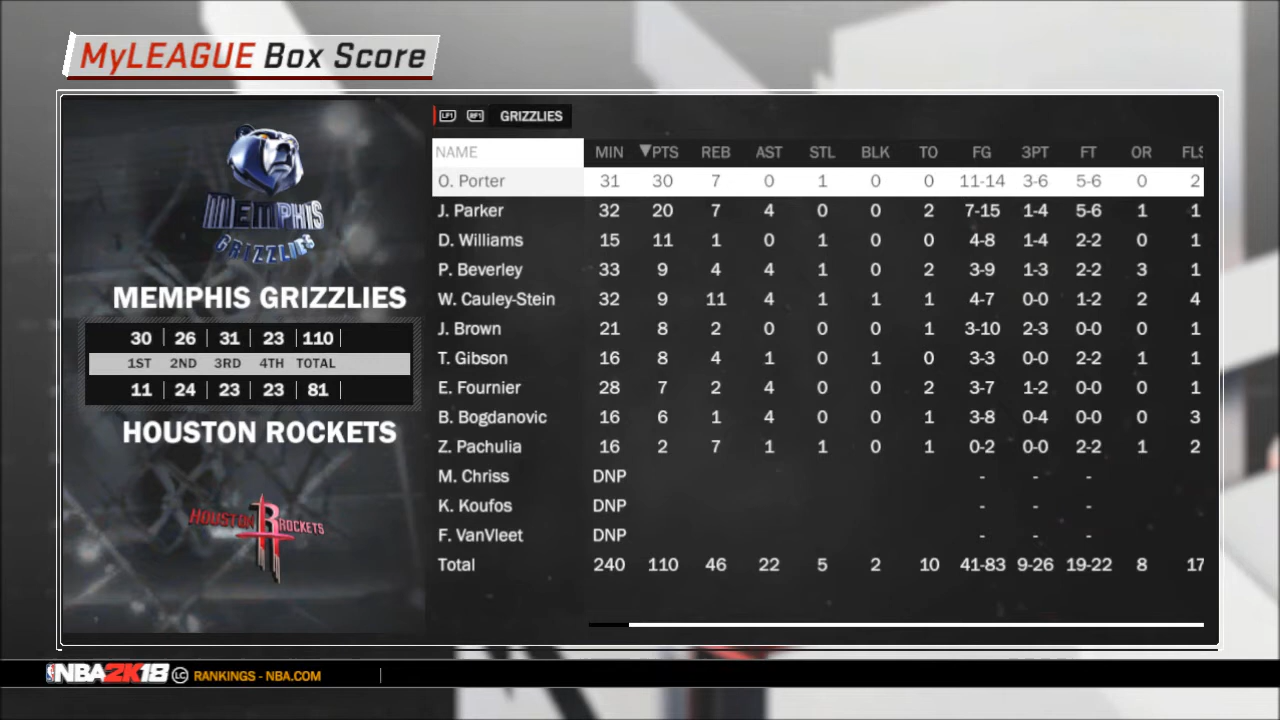 MyLEAGUE Box Score
MEMPHIS
GRIZZLIES
MEMPHIS GRIZZLIES
30 26 31 23 110
1ST 2ND 3RD 4TH TOTAL
11 24 23 23 81
HOUSTON ROCKETS
HOUSTON R ROCKETS
LP1 RP1 GRIZZLIES
NAME MIN ▼PTS REB AST STL BLK TO FG 3PT FT OR FLS
O. Porter 31 30 7 0 1 0 0 11-14 3-6 5-6 0 2
J. Parker 32 20 7 4 0 0 2 7-15 1-4 5-6 1 1
D. Williams 15 11 1 0 1 0 0 4-8 1-4 2-2 0 1
P. Beverley 33 9 4 4 1 0 2 3-9 1-3 2-2 3 1
W. Cauley-Stein 32 9 11 4 1 1 1 4-7 0-0 1-2 2 4
J. Brown 21 8 2 0 0 0 1 3-10 2-3 0-0 0 1
T. Gibson 16 8 4 1 0 1 0 3-3 0-0 2-2 1 1
E. Fournier 28 7 2 4 0 0 2 3-7 1-2 0-0 0 1
B. Bogdanovic 16 6 1 4 0 0 1 3-8 0-4 0-0 0 3
Z. Pachulia 16 2 7 1 1 0 1 0-2 0-0 2-2 1 2
M. Chriss DNP - - -
K. Koufos DNP - - -
F. VanVleet DNP - - -
Total 240 110 46 22 5 2 10 41-83 9-26 19-22 8 17
NBA2K18 LC RANKINGS - NBA.COM